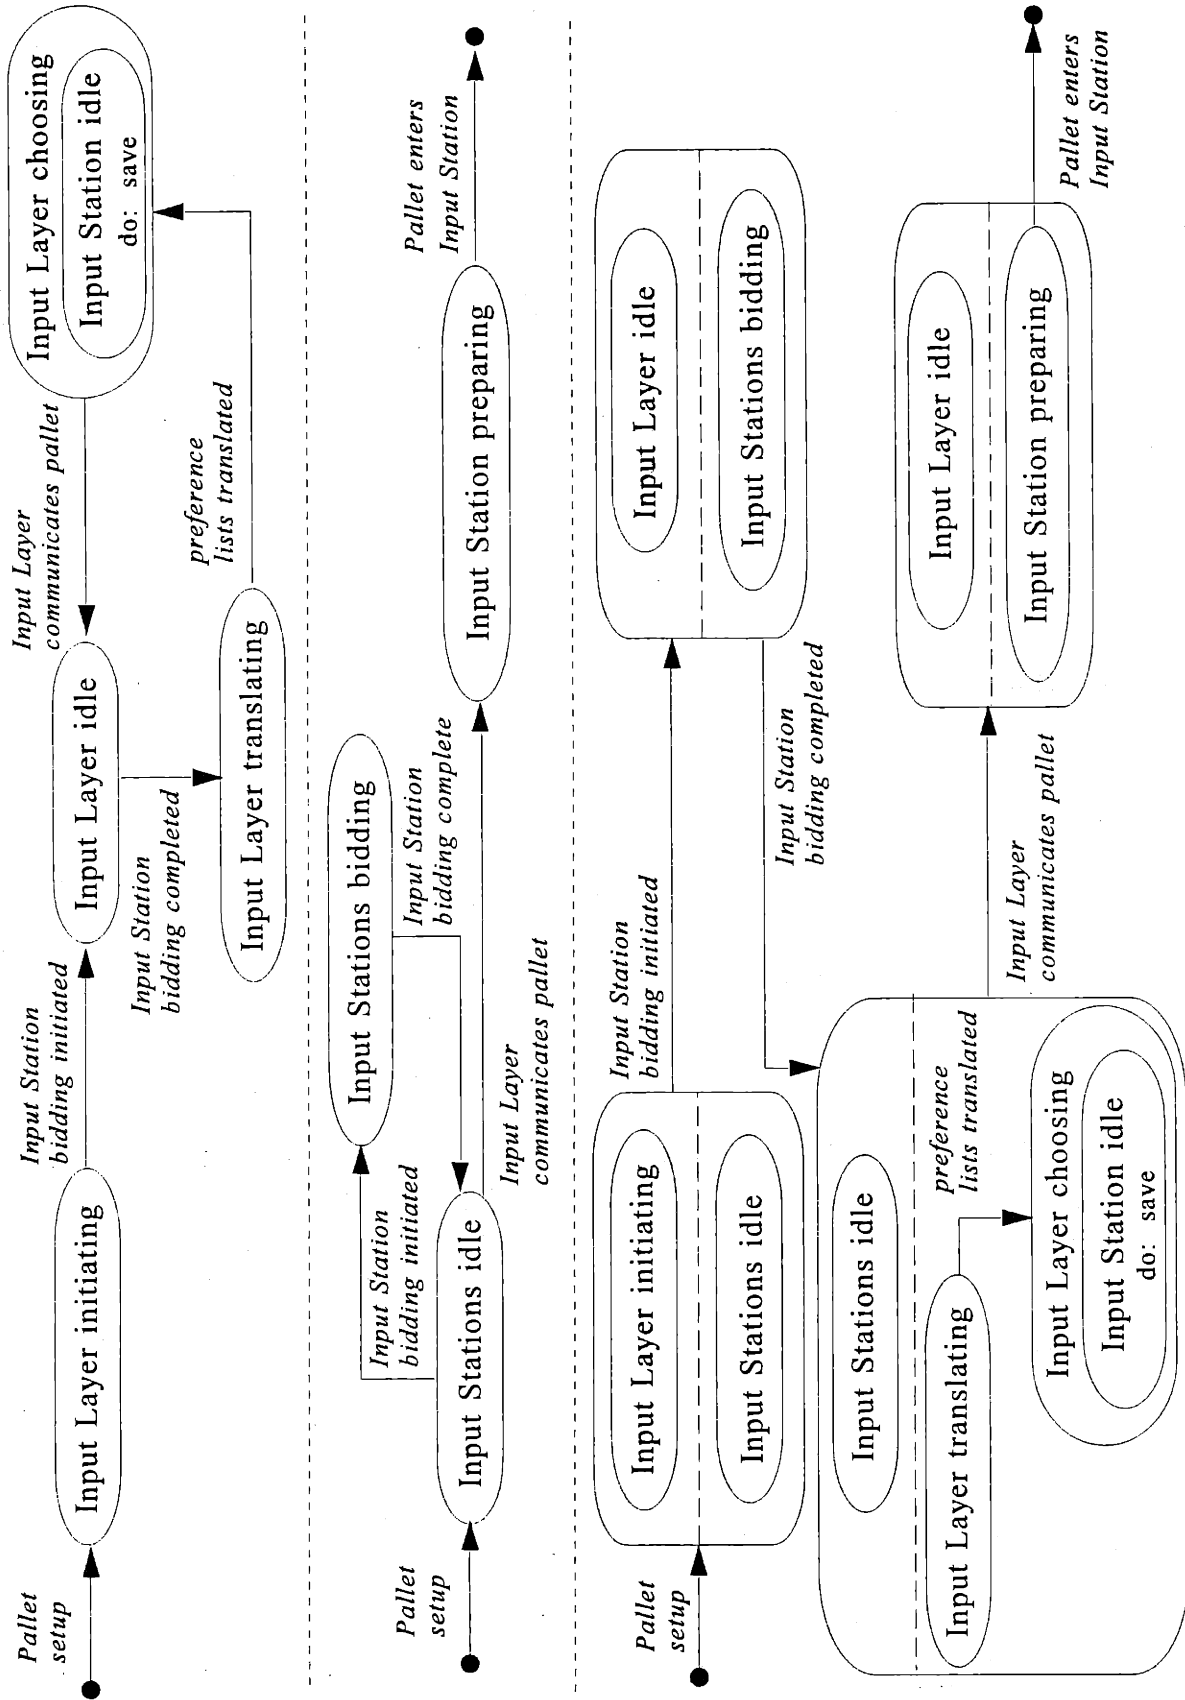 Pallet
setup
Input Layer initiating
Input Station
bidding initiated
Input Layer idle
Input Layer
communicates pallet
Input Layer choosing
Input Station idle
do: save
Input Station
bidding completed
Input Layer translating
preference
lists translated
Pallet
setup
Input Stations idle
Input Station
bidding initiated
Input Stations bidding
Input Station
bidding complete
Input Layer
communicates pallet
Input Station preparing
Pallet enters
Input Station
Pallet
setup
Input Layer initiating
Input Stations idle
Input Station
bidding initiated
Input Layer idle
Input Stations bidding
Input Station
bidding completed
Input Stations idle
Input Layer translating
preference
lists translated
Input Layer choosing
Input Station idle
do: save
Input Layer
communicates pallet
Input Layer idle
Input Station preparing
Pallet enters
Input Station